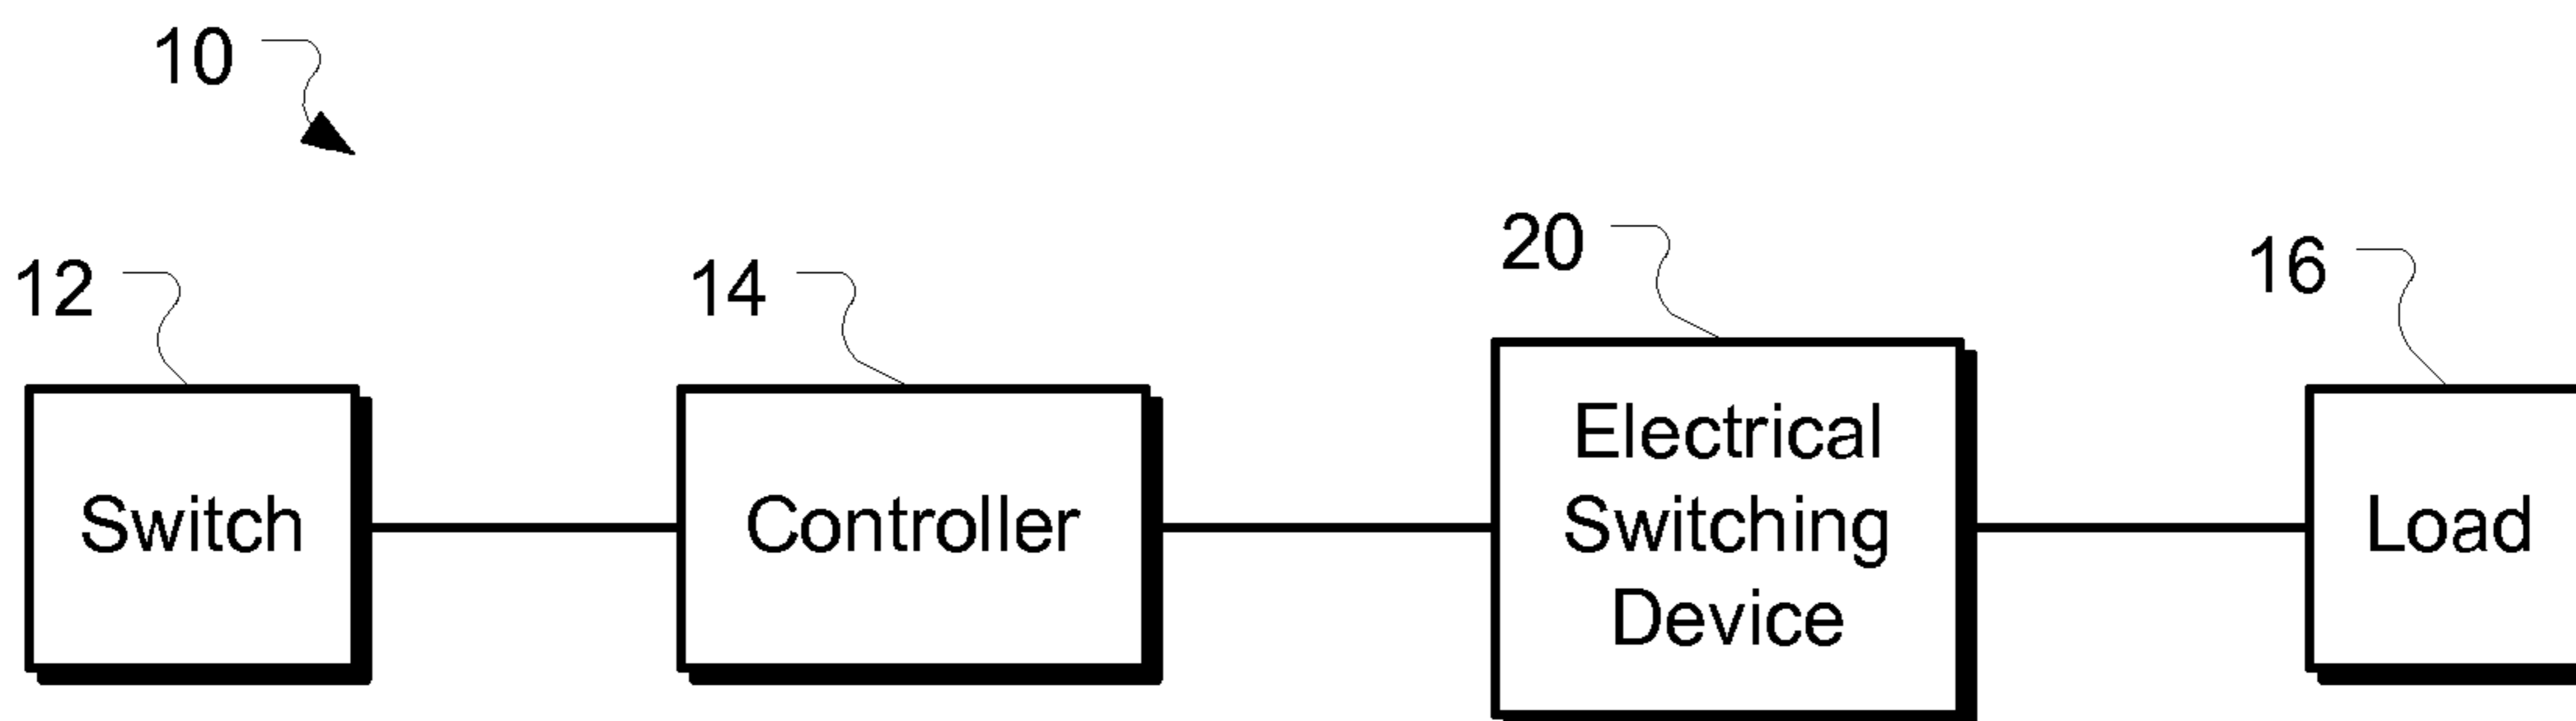 10
12
14
20
16
Switch
Controller
Electrical
Switching
Device
Load